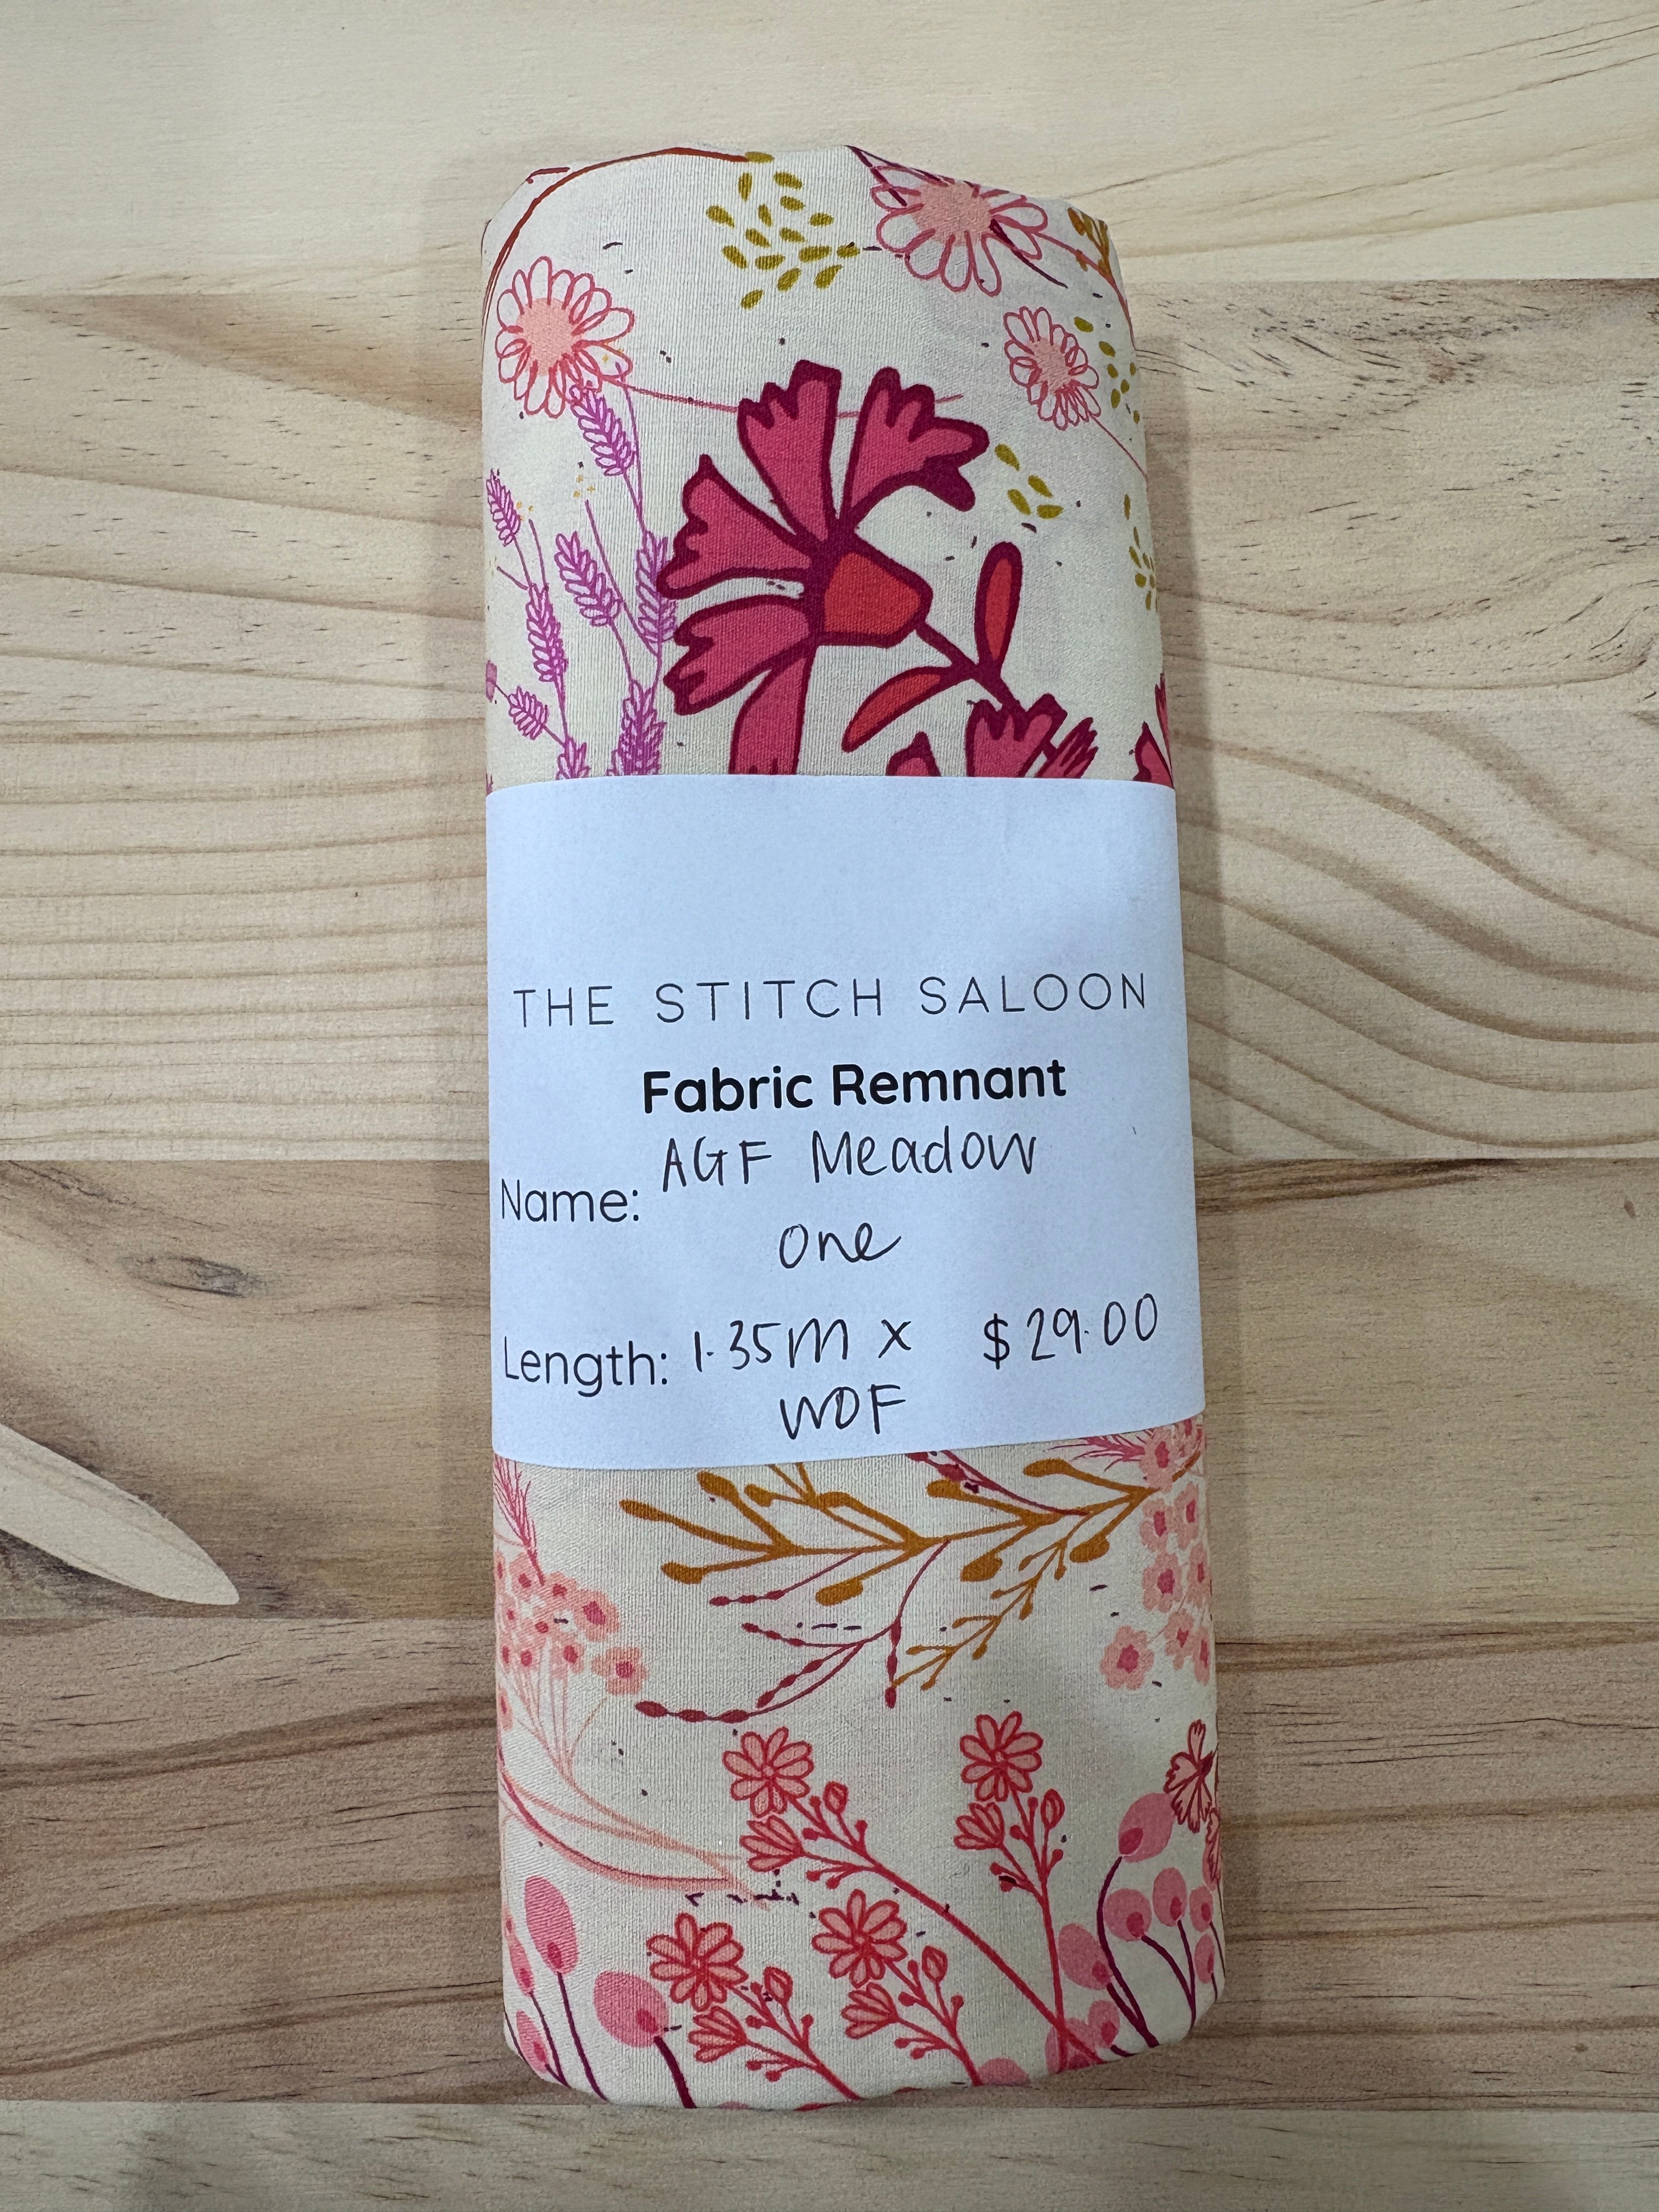 THE STITCH SALOON
Fabric Remnant
Name: AGF Meadow
one
Length: 1.35m x $29.00
WOF